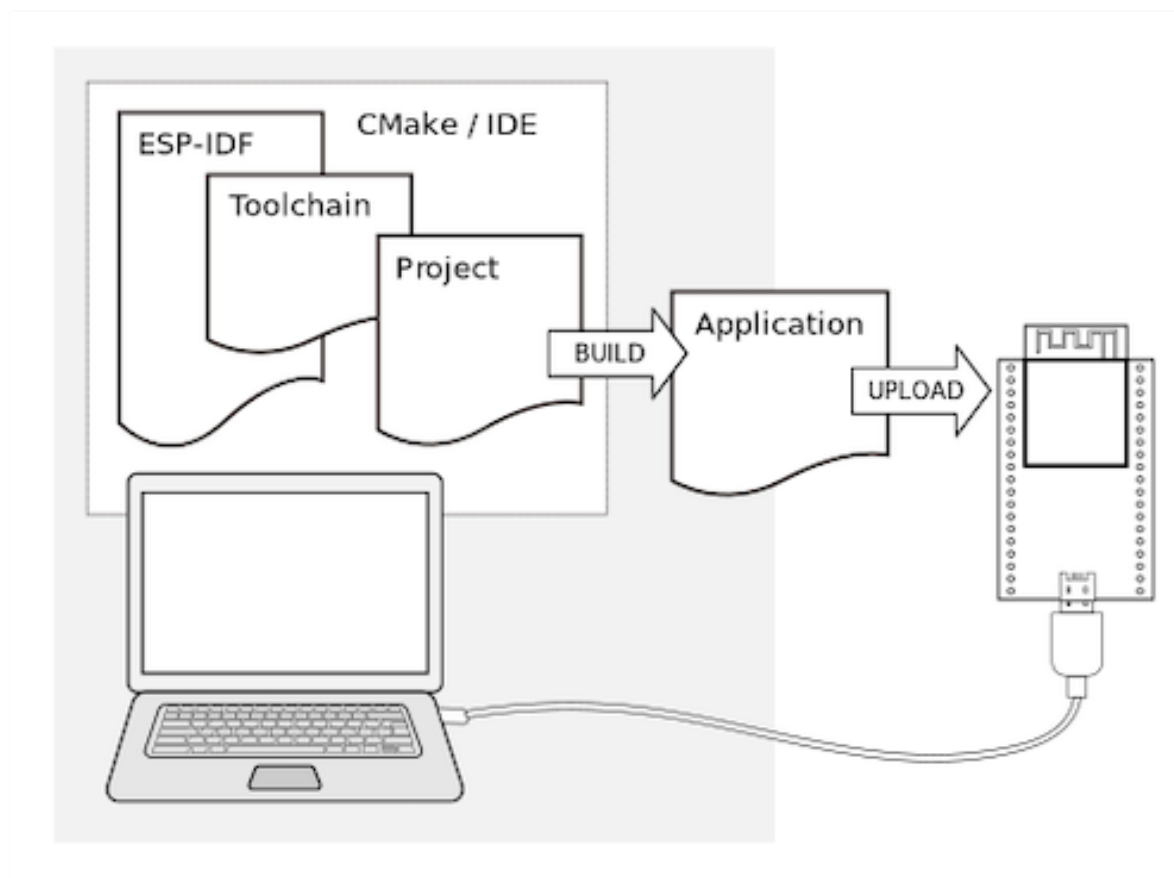 ESP-IDF
CMake / IDE
Toolchain
Project
BUILD
Application
UPLOAD